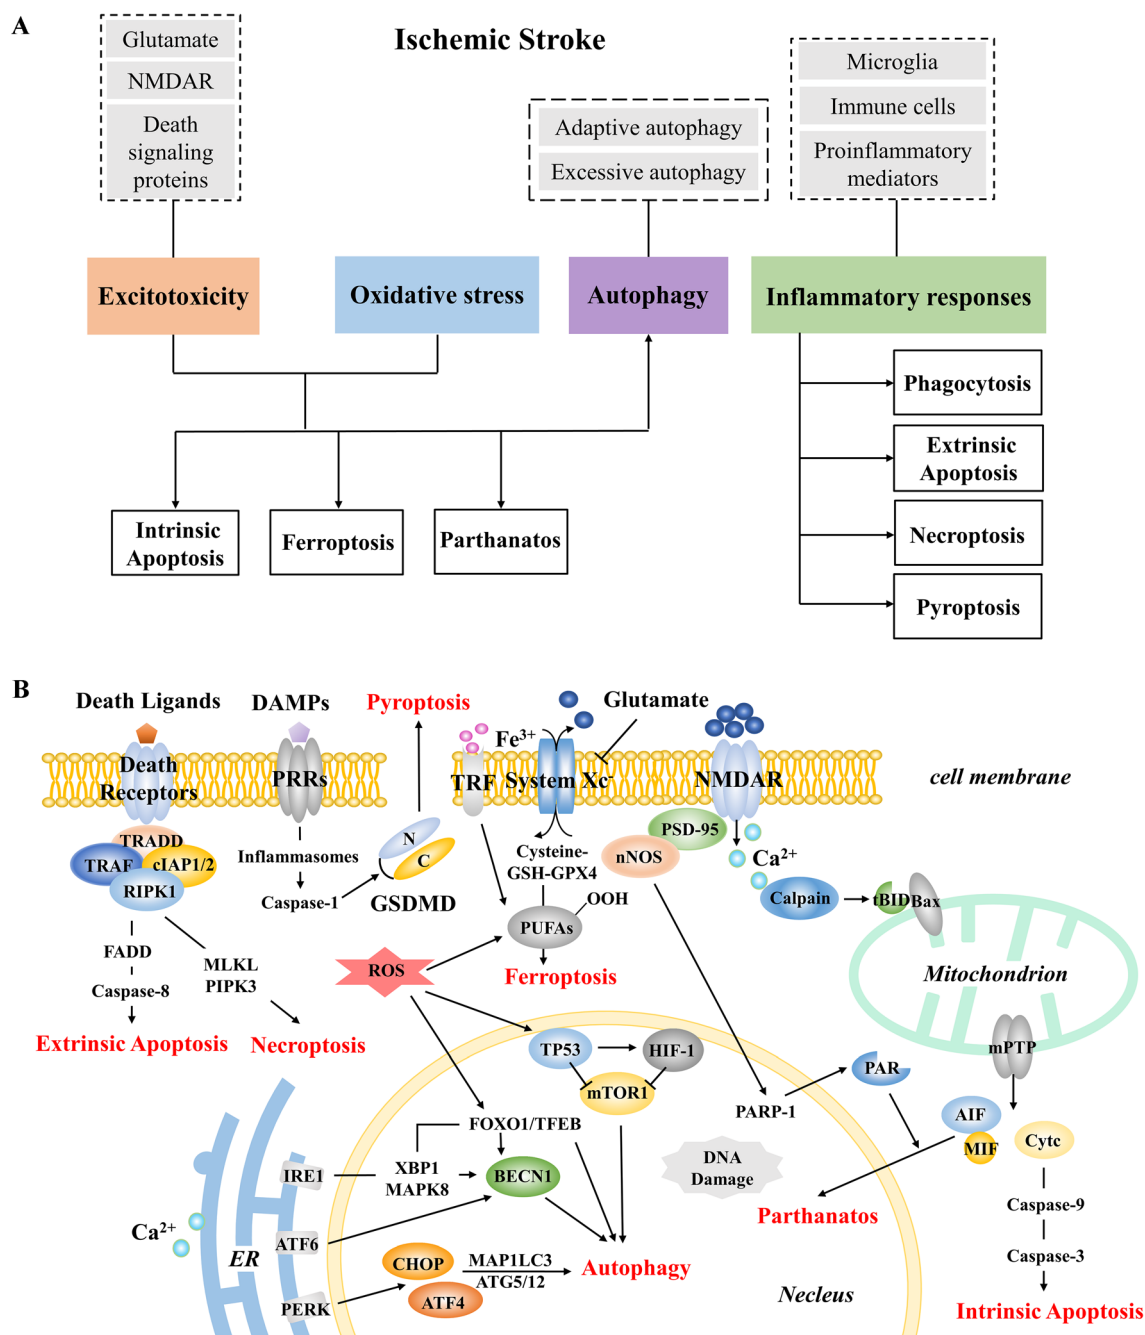 A
Ischemic Stroke
Glutamate
NMDAR
Death
signaling
proteins
Adaptive autophagy
Excessive autophagy
Microglia
Immune cells
Proinflammatory
mediators
Excitotoxicity
Oxidative stress
Autophagy
Inflammatory responses
Phagocytosis
Extrinsic
Apoptosis
Necroptosis
Pyroptosis
Intrinsic
Apoptosis
Ferroptosis
Parthanatos
B
Death Ligands
DAMPs
Pyroptosis
Glutamate
Fe³⁺
Death
Receptors
PRRs
TRF
System Xc⁻
NMDAR
cell membrane
TRADD
TRAF
cIAP1/2
RIPK1
Inflammasomes
Caspase-1
N
C
GSDMD
Cysteine-
GSH-GPX4
OOH
PUFAs
Ferroptosis
PSD-95
nNOS
Ca²⁺
Calpain
tBID
Bax
Mitochondrion
mPTP
FADD
Caspase-8
MLKL
PIPK3
Extrinsic Apoptosis
Necroptosis
ROS
TP53
HIF-1
mTOR1
PARP-1
PAR
AIF
MIF
Cytc
DNA
Damage
Parthanatos
Caspase-9
Caspase-3
Intrinsic Apoptosis
FOXO1/TFEB
IRE1
XBP1
MAPK8
BECN1
Ca²⁺
ER
ATF6
PERK
CHOP
ATF4
MAP1LC3
ATG5/12
Autophagy
Necleus